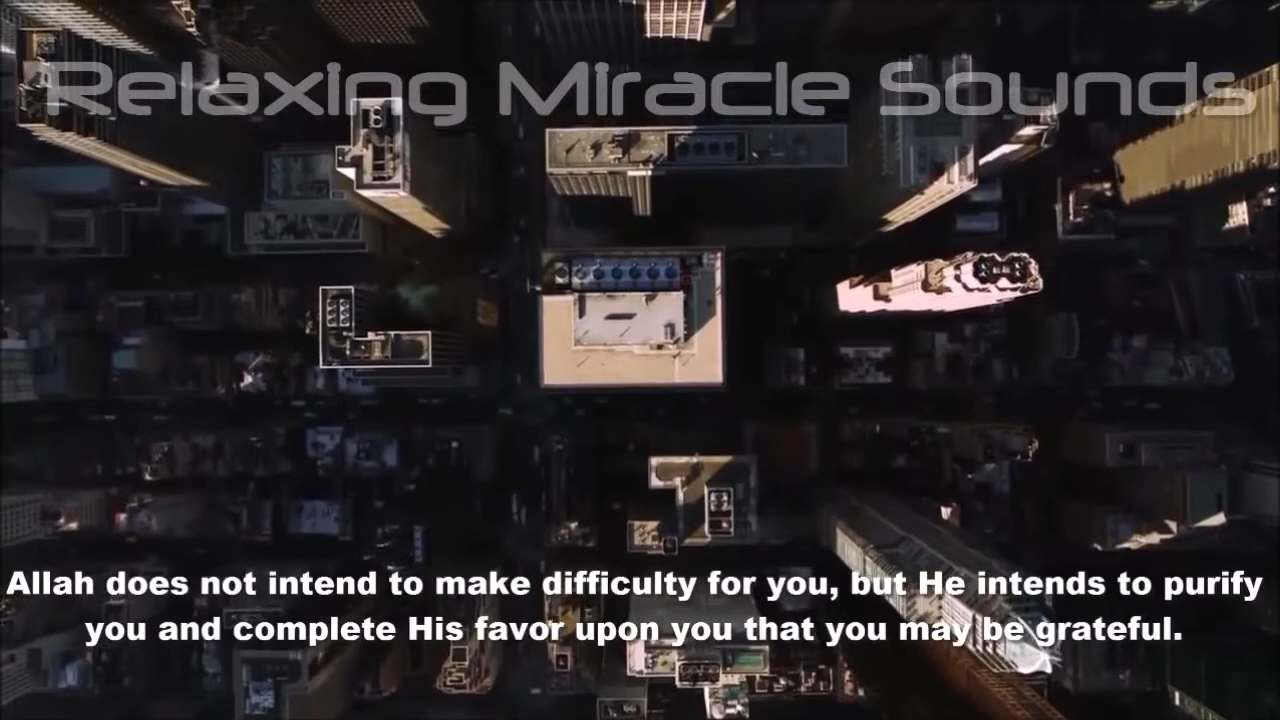 Relaxing Miracle Sounds
Allah does not intend to make difficulty for you, but He intends to purify
you and complete His favor upon you that you may be grateful.